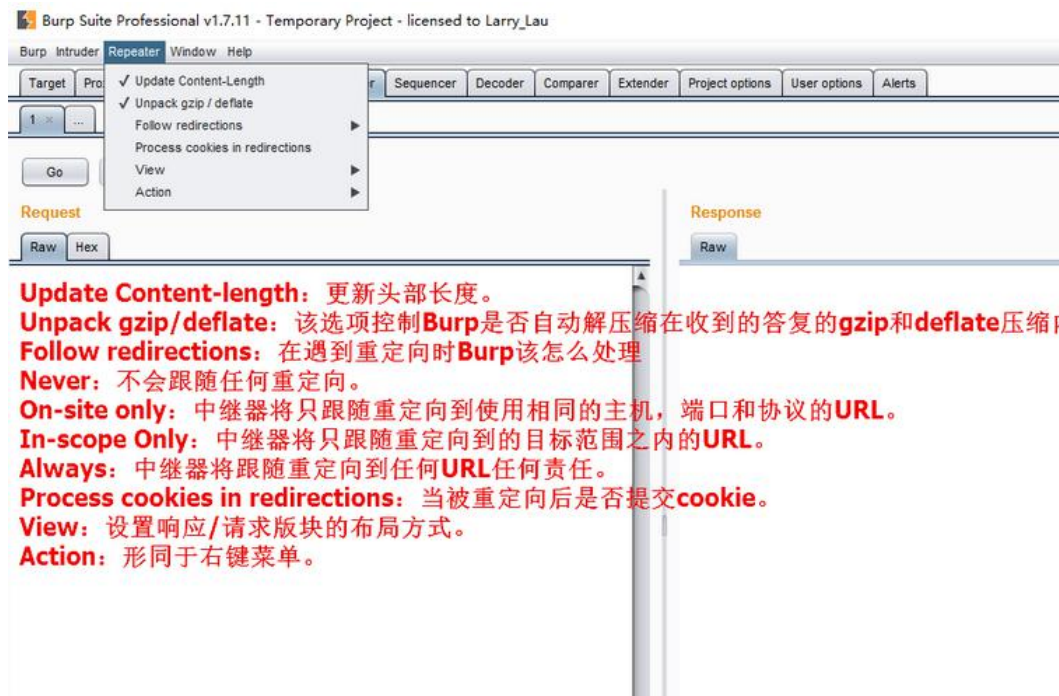 Burp Suite Professional v1.7.11 - Temporary Project - licensed to Larry_Lau
Burp Intruder Repeater Window Help
Target Pro r Sequencer Decoder Comparer Extender Project options User options Alerts
✓ Update Content-Length
✓ Unpack gzip / deflate
1 × ...
Follow redirections
Process cookies in redirections
Go
View
Action
Request
Response
Raw Hex
Raw
Update Content-length：更新头部长度。
Unpack gzip/deflate：该选项控制Burp是否自动解压缩在收到的答复的gzip和deflate压缩
Follow redirections：在遇到重定向时Burp该怎么处理
Never：不会跟随任何重定向。
On-site only：中继器将只跟随重定向到使用相同的主机，端口和协议的URL。
In-scope Only：中继器将只跟随重定向到的目标范围之内的URL。
Always：中继器将跟随重定向到任何URL任何责任。
Process cookies in redirections：当被重定向后是否提交cookie。
View：设置响应/请求版块的布局方式。
Action：形同于右键菜单。